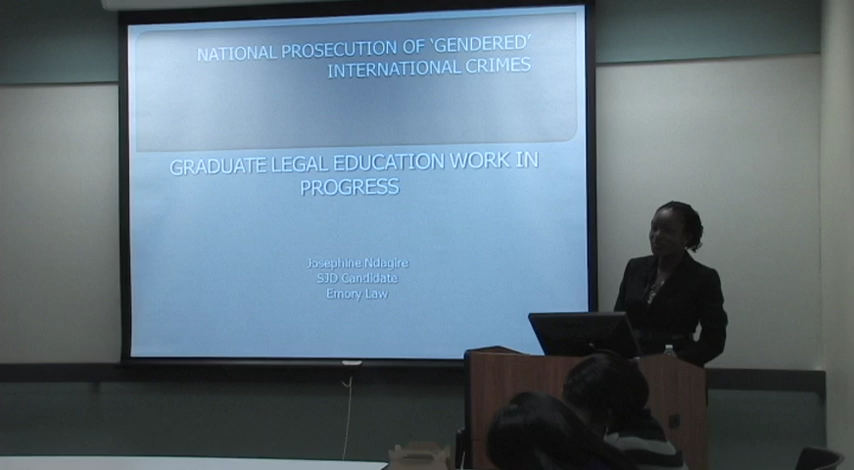 NATIONAL PROSECUTION OF ‘GENDERED’
INTERNATIONAL CRIMES
GRADUATE LEGAL EDUCATION WORK IN
PROGRESS
Josephine Ndagire
SJD Candidate
Emory Law